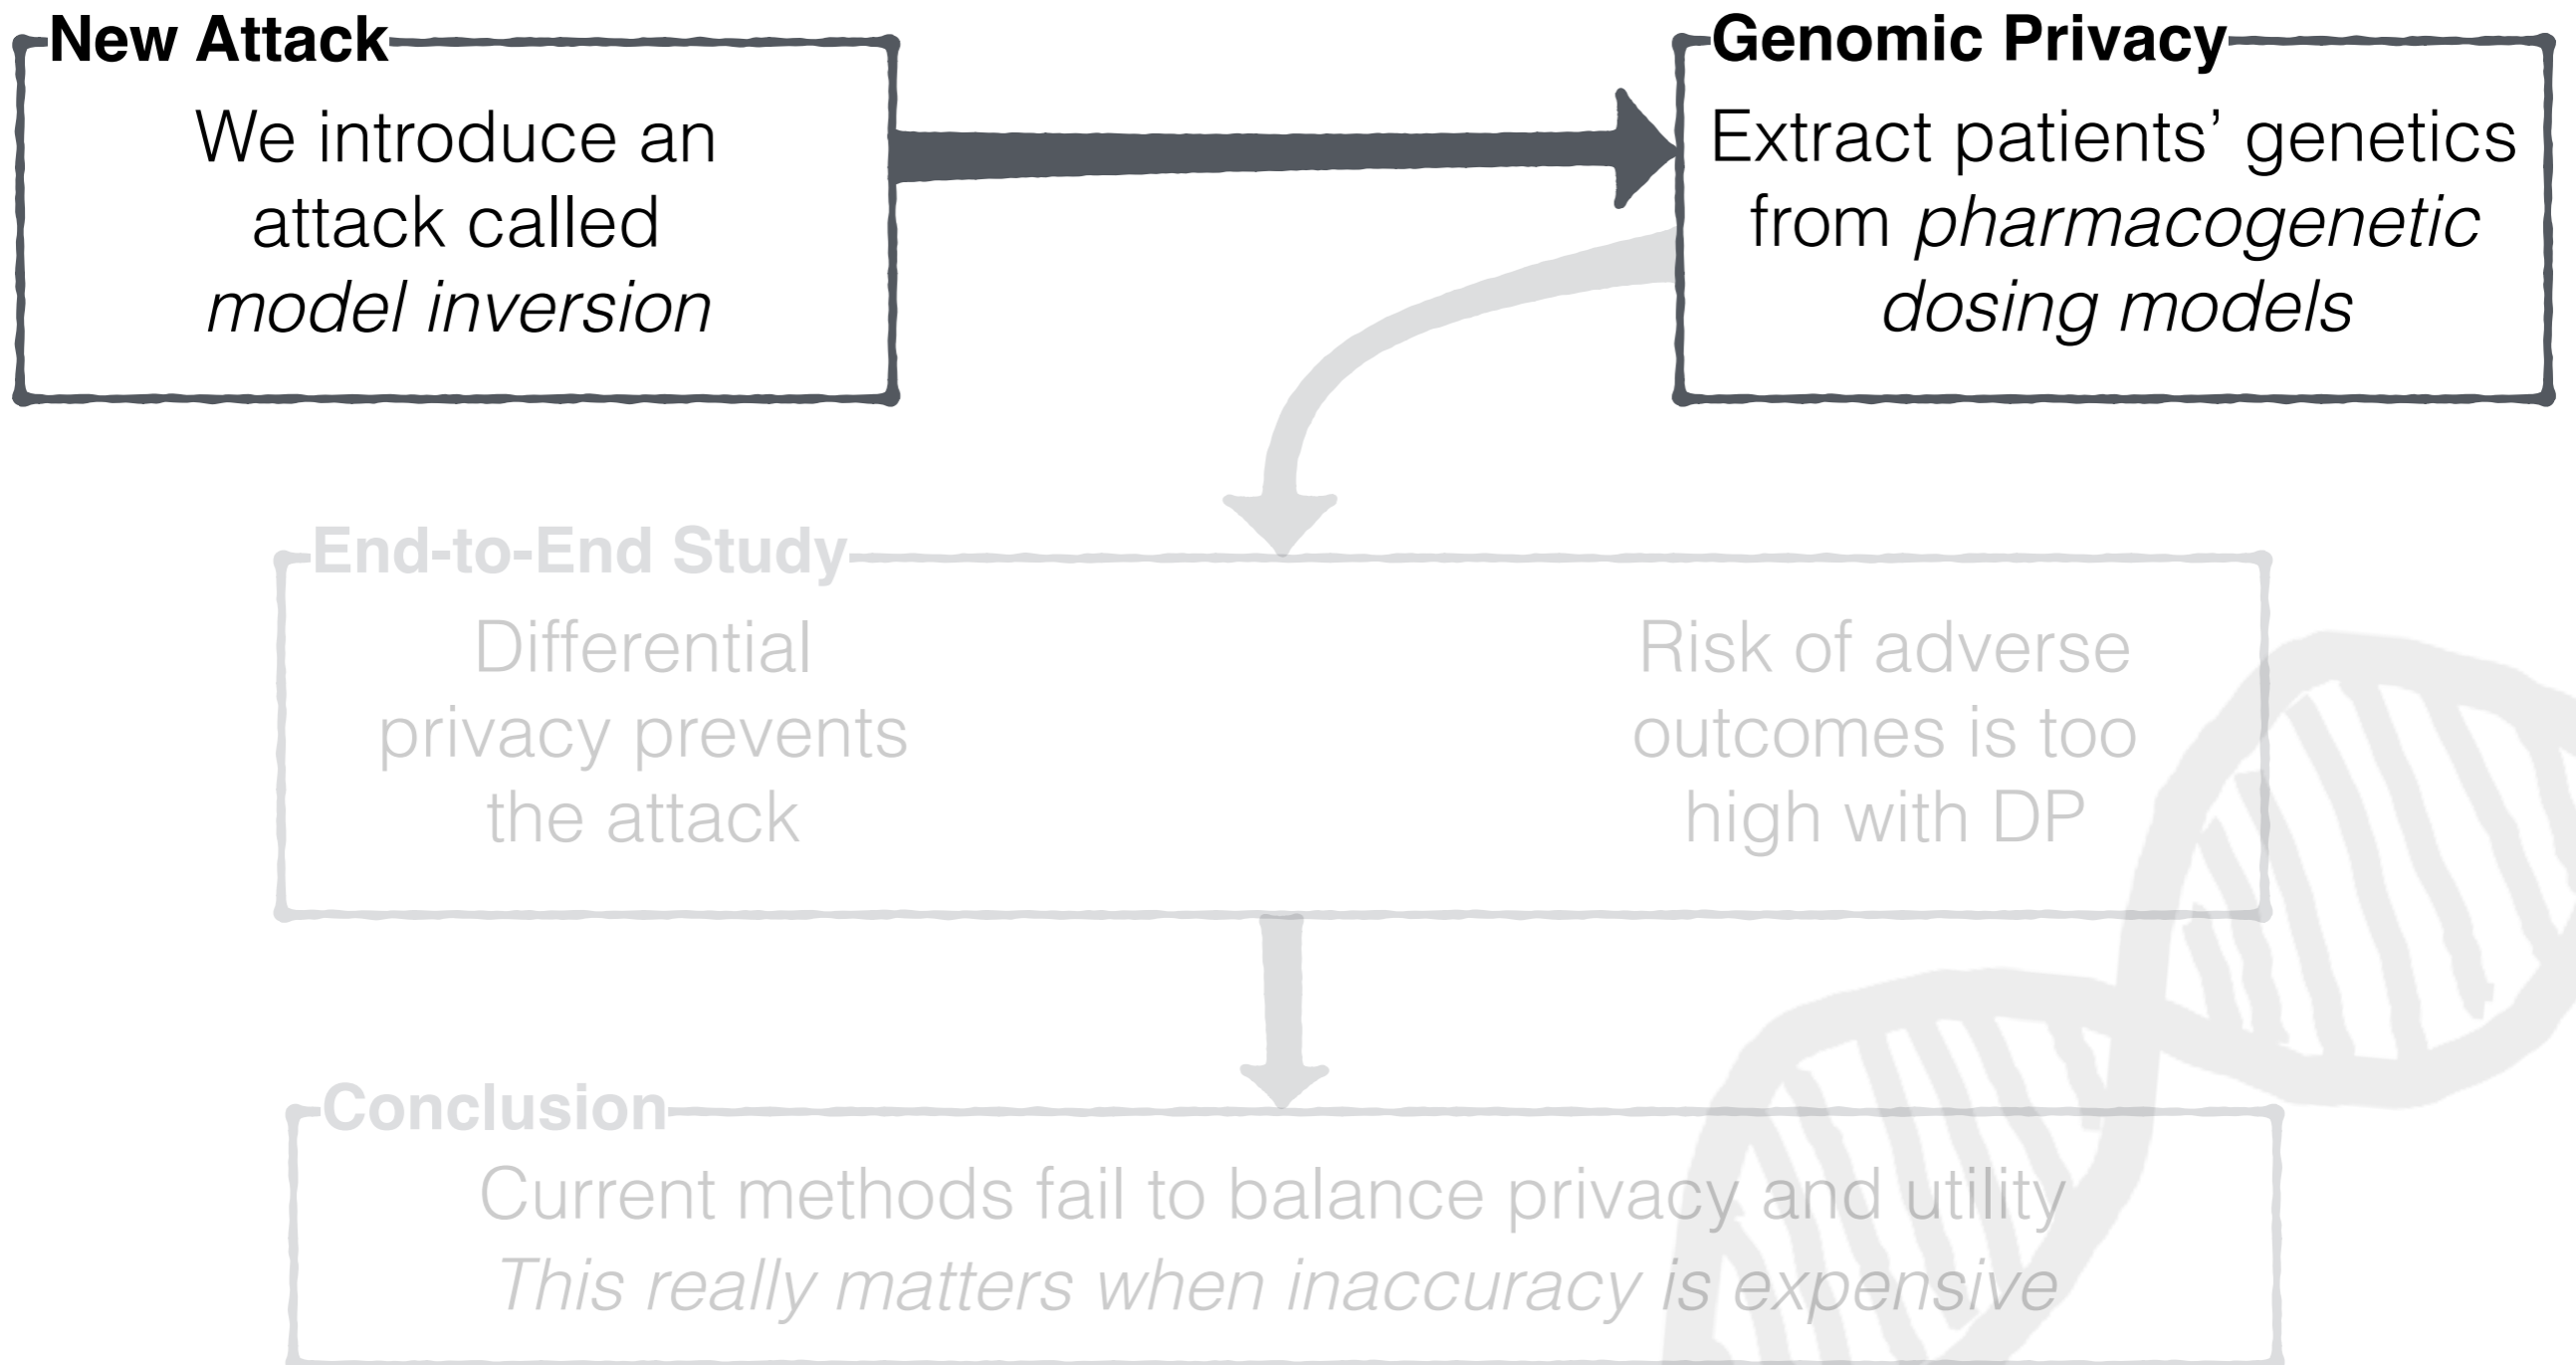 New Attack
We introduce an
attack called
model inversion
Genomic Privacy
Extract patients’ genetics
from pharmacogenetic
dosing models
End-to-End Study
Differential
privacy prevents
the attack
Risk of adverse
outcomes is too
high with DP
Conclusion
Current methods fail to balance privacy and utility
This really matters when inaccuracy is expensive